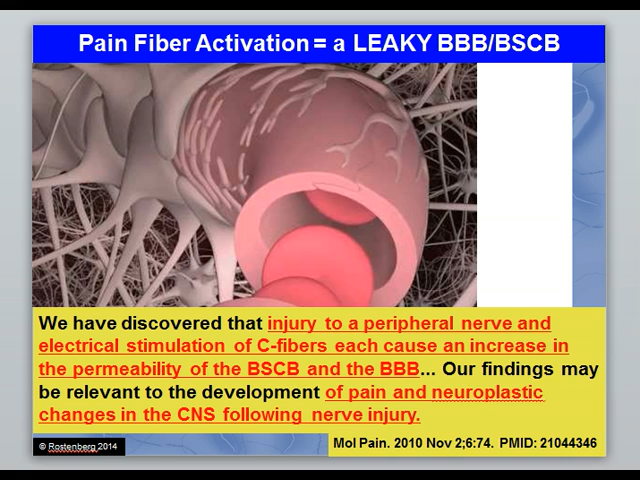 Pain Fiber Activation = a LEAKY BBB/BSCB
We have discovered that injury to a peripheral nerve and
electrical stimulation of C-fibers each cause an increase in
the permeability of the BSCB and the BBB... Our findings may
be relevant to the development of pain and neuroplastic
changes in the CNS following nerve injury.
© Rostenberg 2014
Mol Pain. 2010 Nov 2;6:74. PMID: 21044346